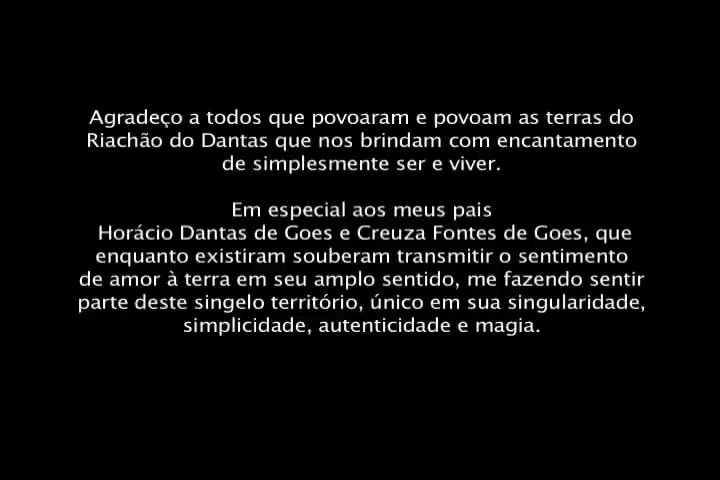 Agradeço a todos que povoaram e povoam as terras do
Riachão do Dantas que nos brindam com encantamento
de simplesmente ser e viver.
Em especial aos meus pais
Horácio Dantas de Goes e Creuza Fontes de Goes, que
enquanto existiram souberam transmitir o sentimento
de amor à terra em seu amplo sentido, me fazendo sentir
parte deste singelo território, único em sua singularidade,
simplicidade, autenticidade e magia.